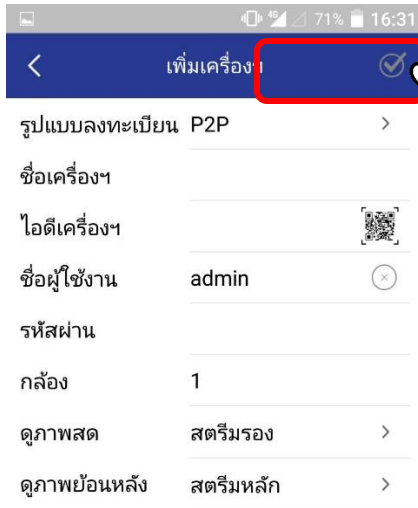 4G 71% 16:31
เพิ่มเครื่องฯ
รูปแบบลงทะเบียน P2P
ชื่อเครื่องฯ
ไอดีเครื่องฯ
ชื่อผู้ใช้งาน admin
รหัสผ่าน
กล้อง 1
ดูภาพสด สตรีมรอง
ดูภาพย้อนหลัง สตรีมหลัก